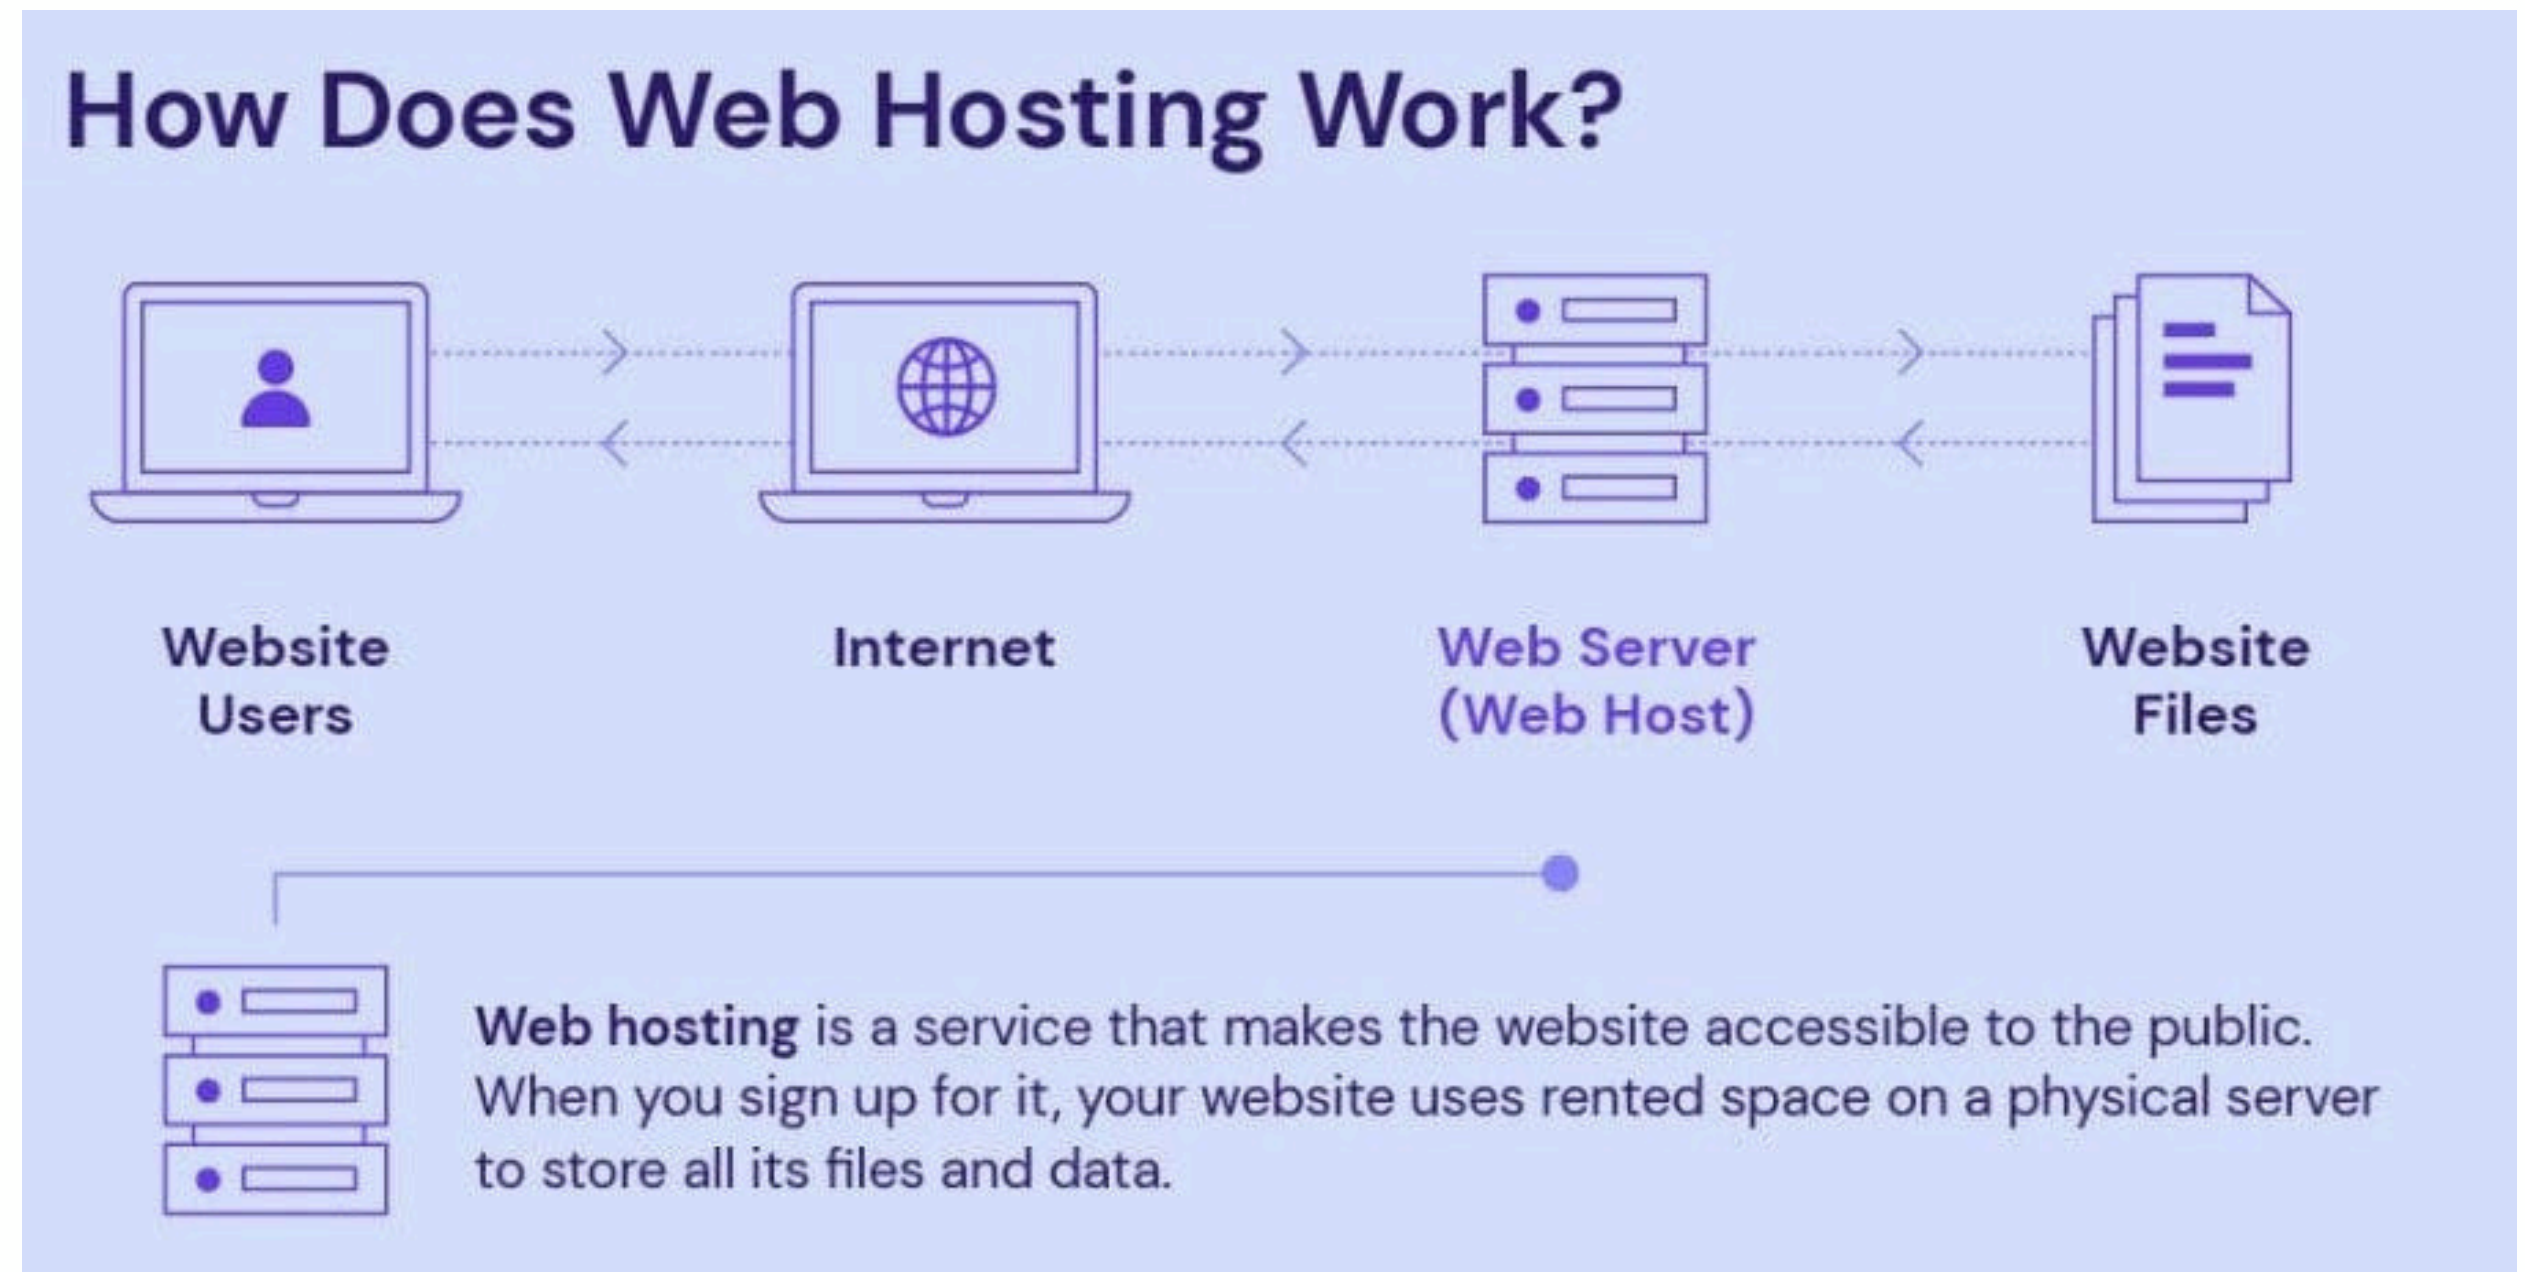 How Does Web Hosting Work?
Website
Users
Internet
Web Server
(Web Host)
Website
Files
Web hosting is a service that makes the website accessible to the public.
When you sign up for it, your website uses rented space on a physical server
to store all its files and data.